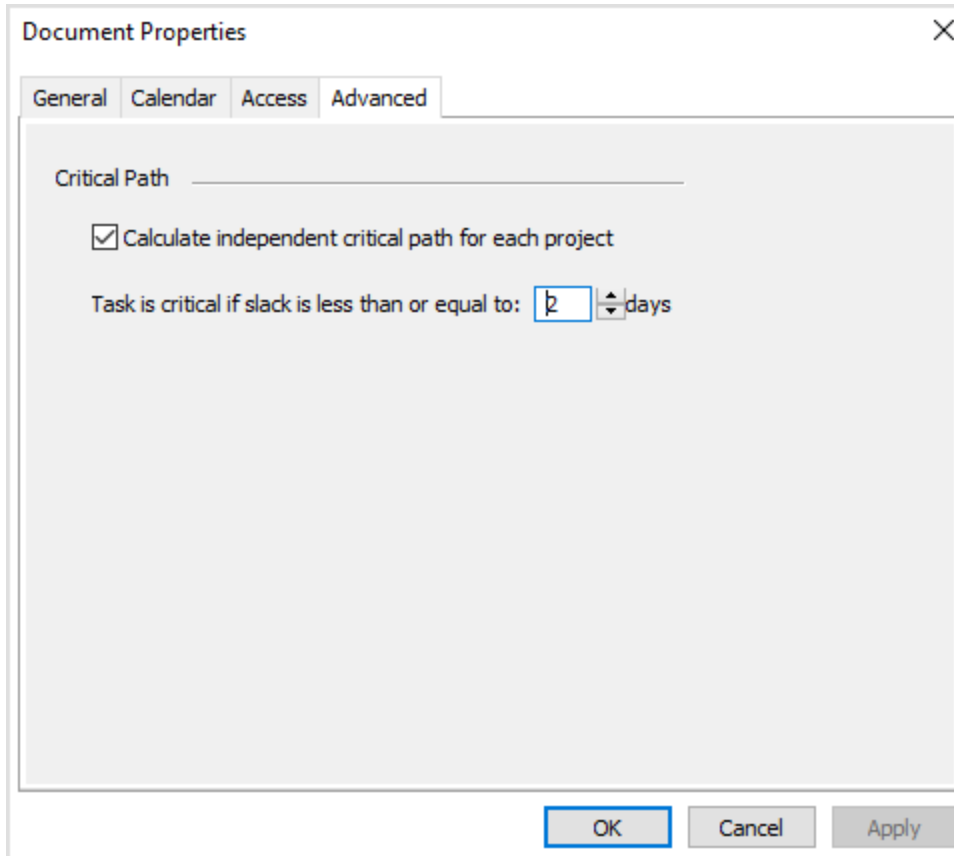 Document Properties
General Calendar Access Advanced
Critical Path
Calculate independent critical path for each project
Task is critical if slack is less than or equal to: 2 days
OK Cancel Apply